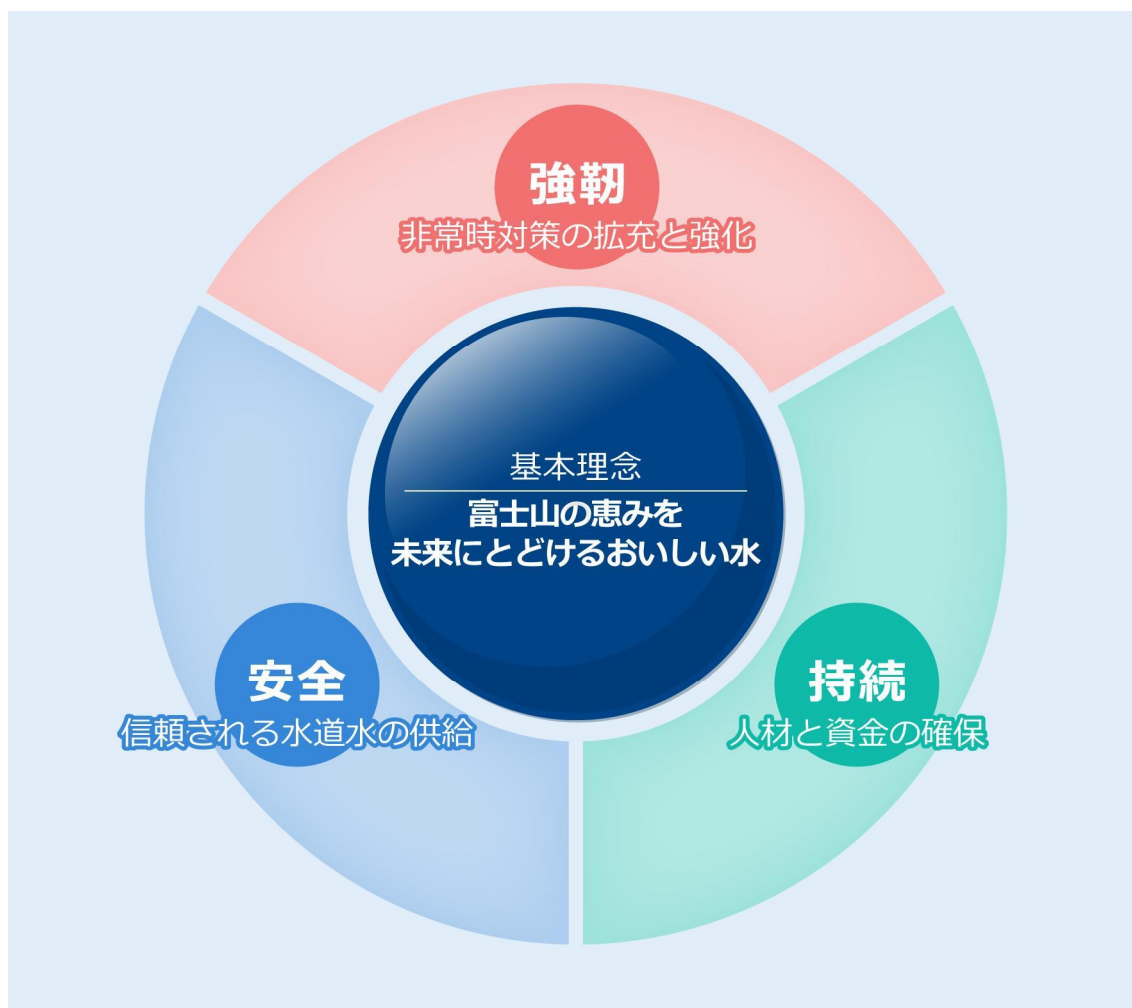 強靭
非常時対策の拡充と強化
基本理念
富士山の恵みを
未来にとどけるおいしい水
安全
信頼される水道水の供給
持続
人材と資金の確保